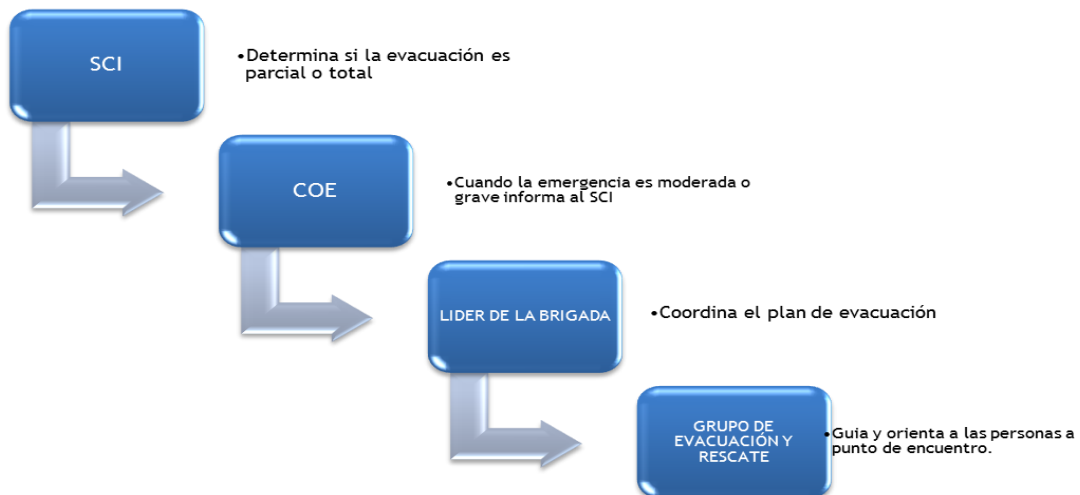 SCI
•Determina si la evacuación es
parcial o total
COE
•Cuando la emergencia es moderada o
grave informa al SCI
LIDER DE LA BRIGADA
•Coordina el plan de evacuación
GRUPO DE
EVACUACIÓN Y
RESCATE
•Guia y orienta a las personas a
punto de encuentro.